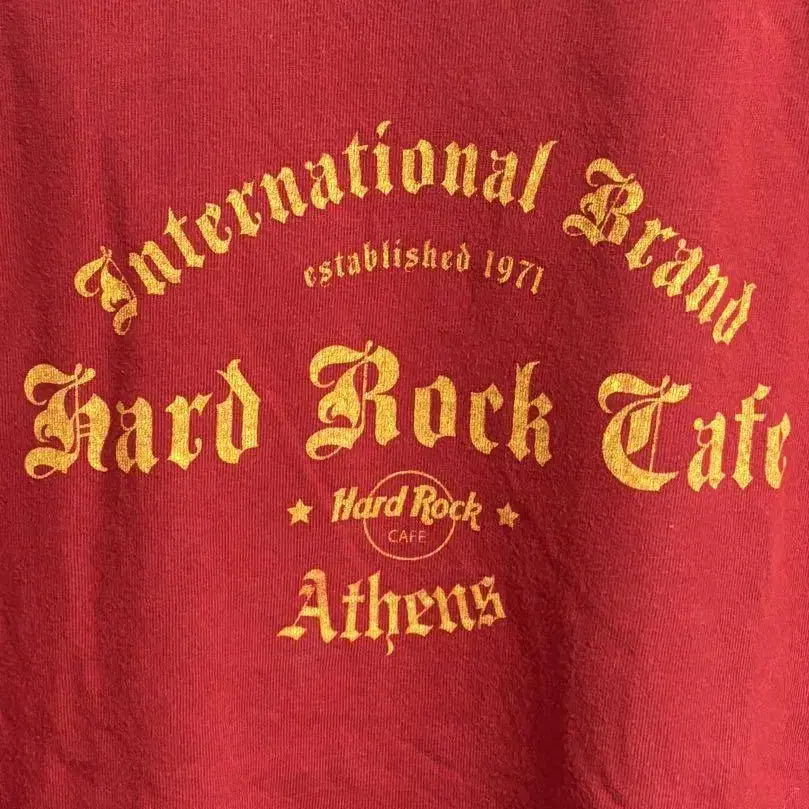 International Brand
established 1971
Hard Rock Cafe
Hard Rock
CAFE
Athens